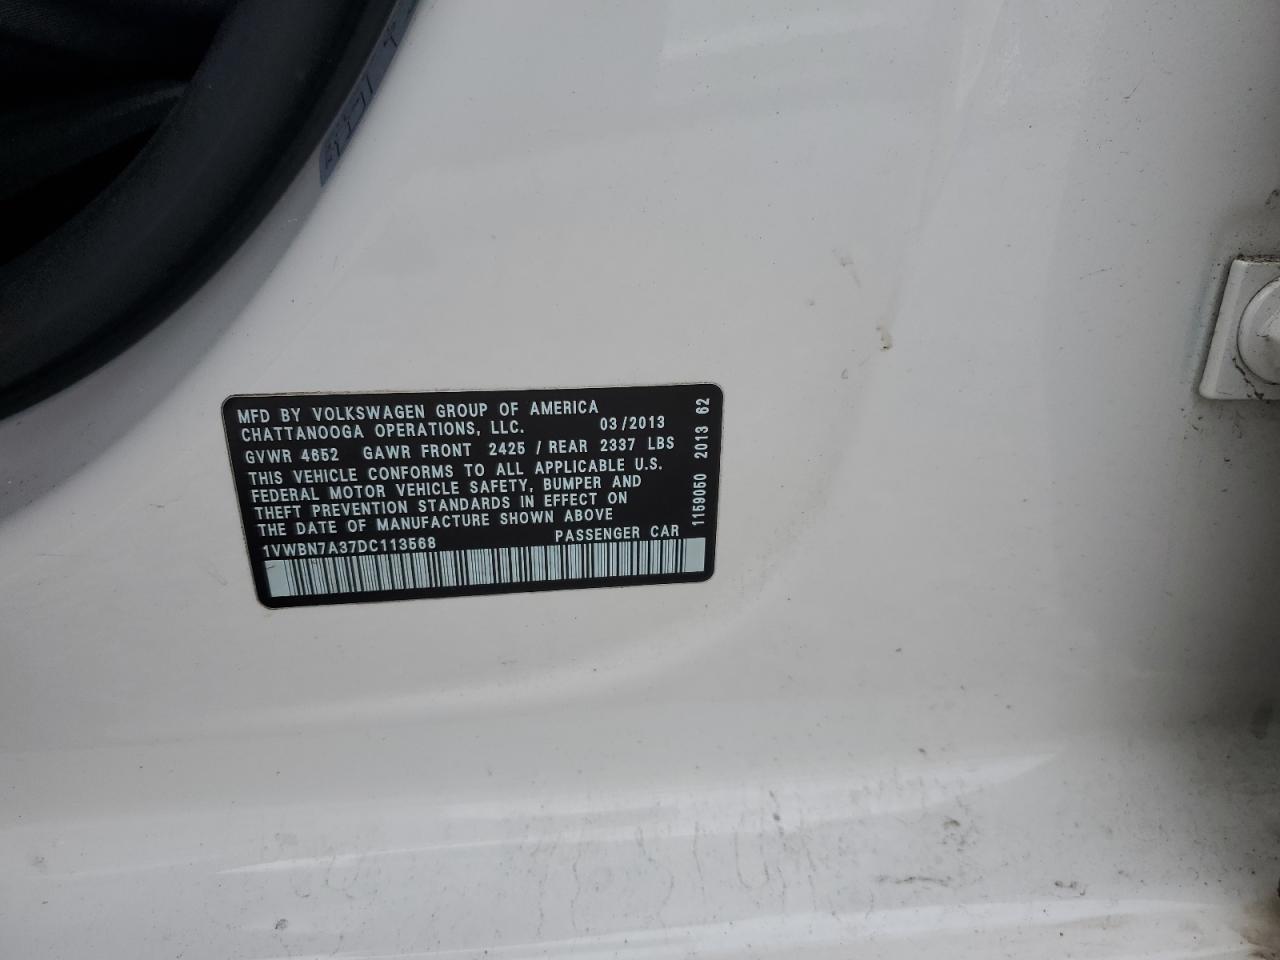 MFD BY VOLKSWAGEN GROUP OF AMERICA
CHATTANOOGA OPERATIONS, LLC. 03/2013
GVWR 4652 GAWR FRONT 2425 / REAR 2337 LBS
THIS VEHICLE CONFORMS TO ALL APPLICABLE U.S.
FEDERAL MOTOR VEHICLE SAFETY, BUMPER AND
THEFT PREVENTION STANDARDS IN EFFECT ON
THE DATE OF MANUFACTURE SHOWN ABOVE
1VWBN7A37DC113568 PASSENGER CAR
1159050 2013 62